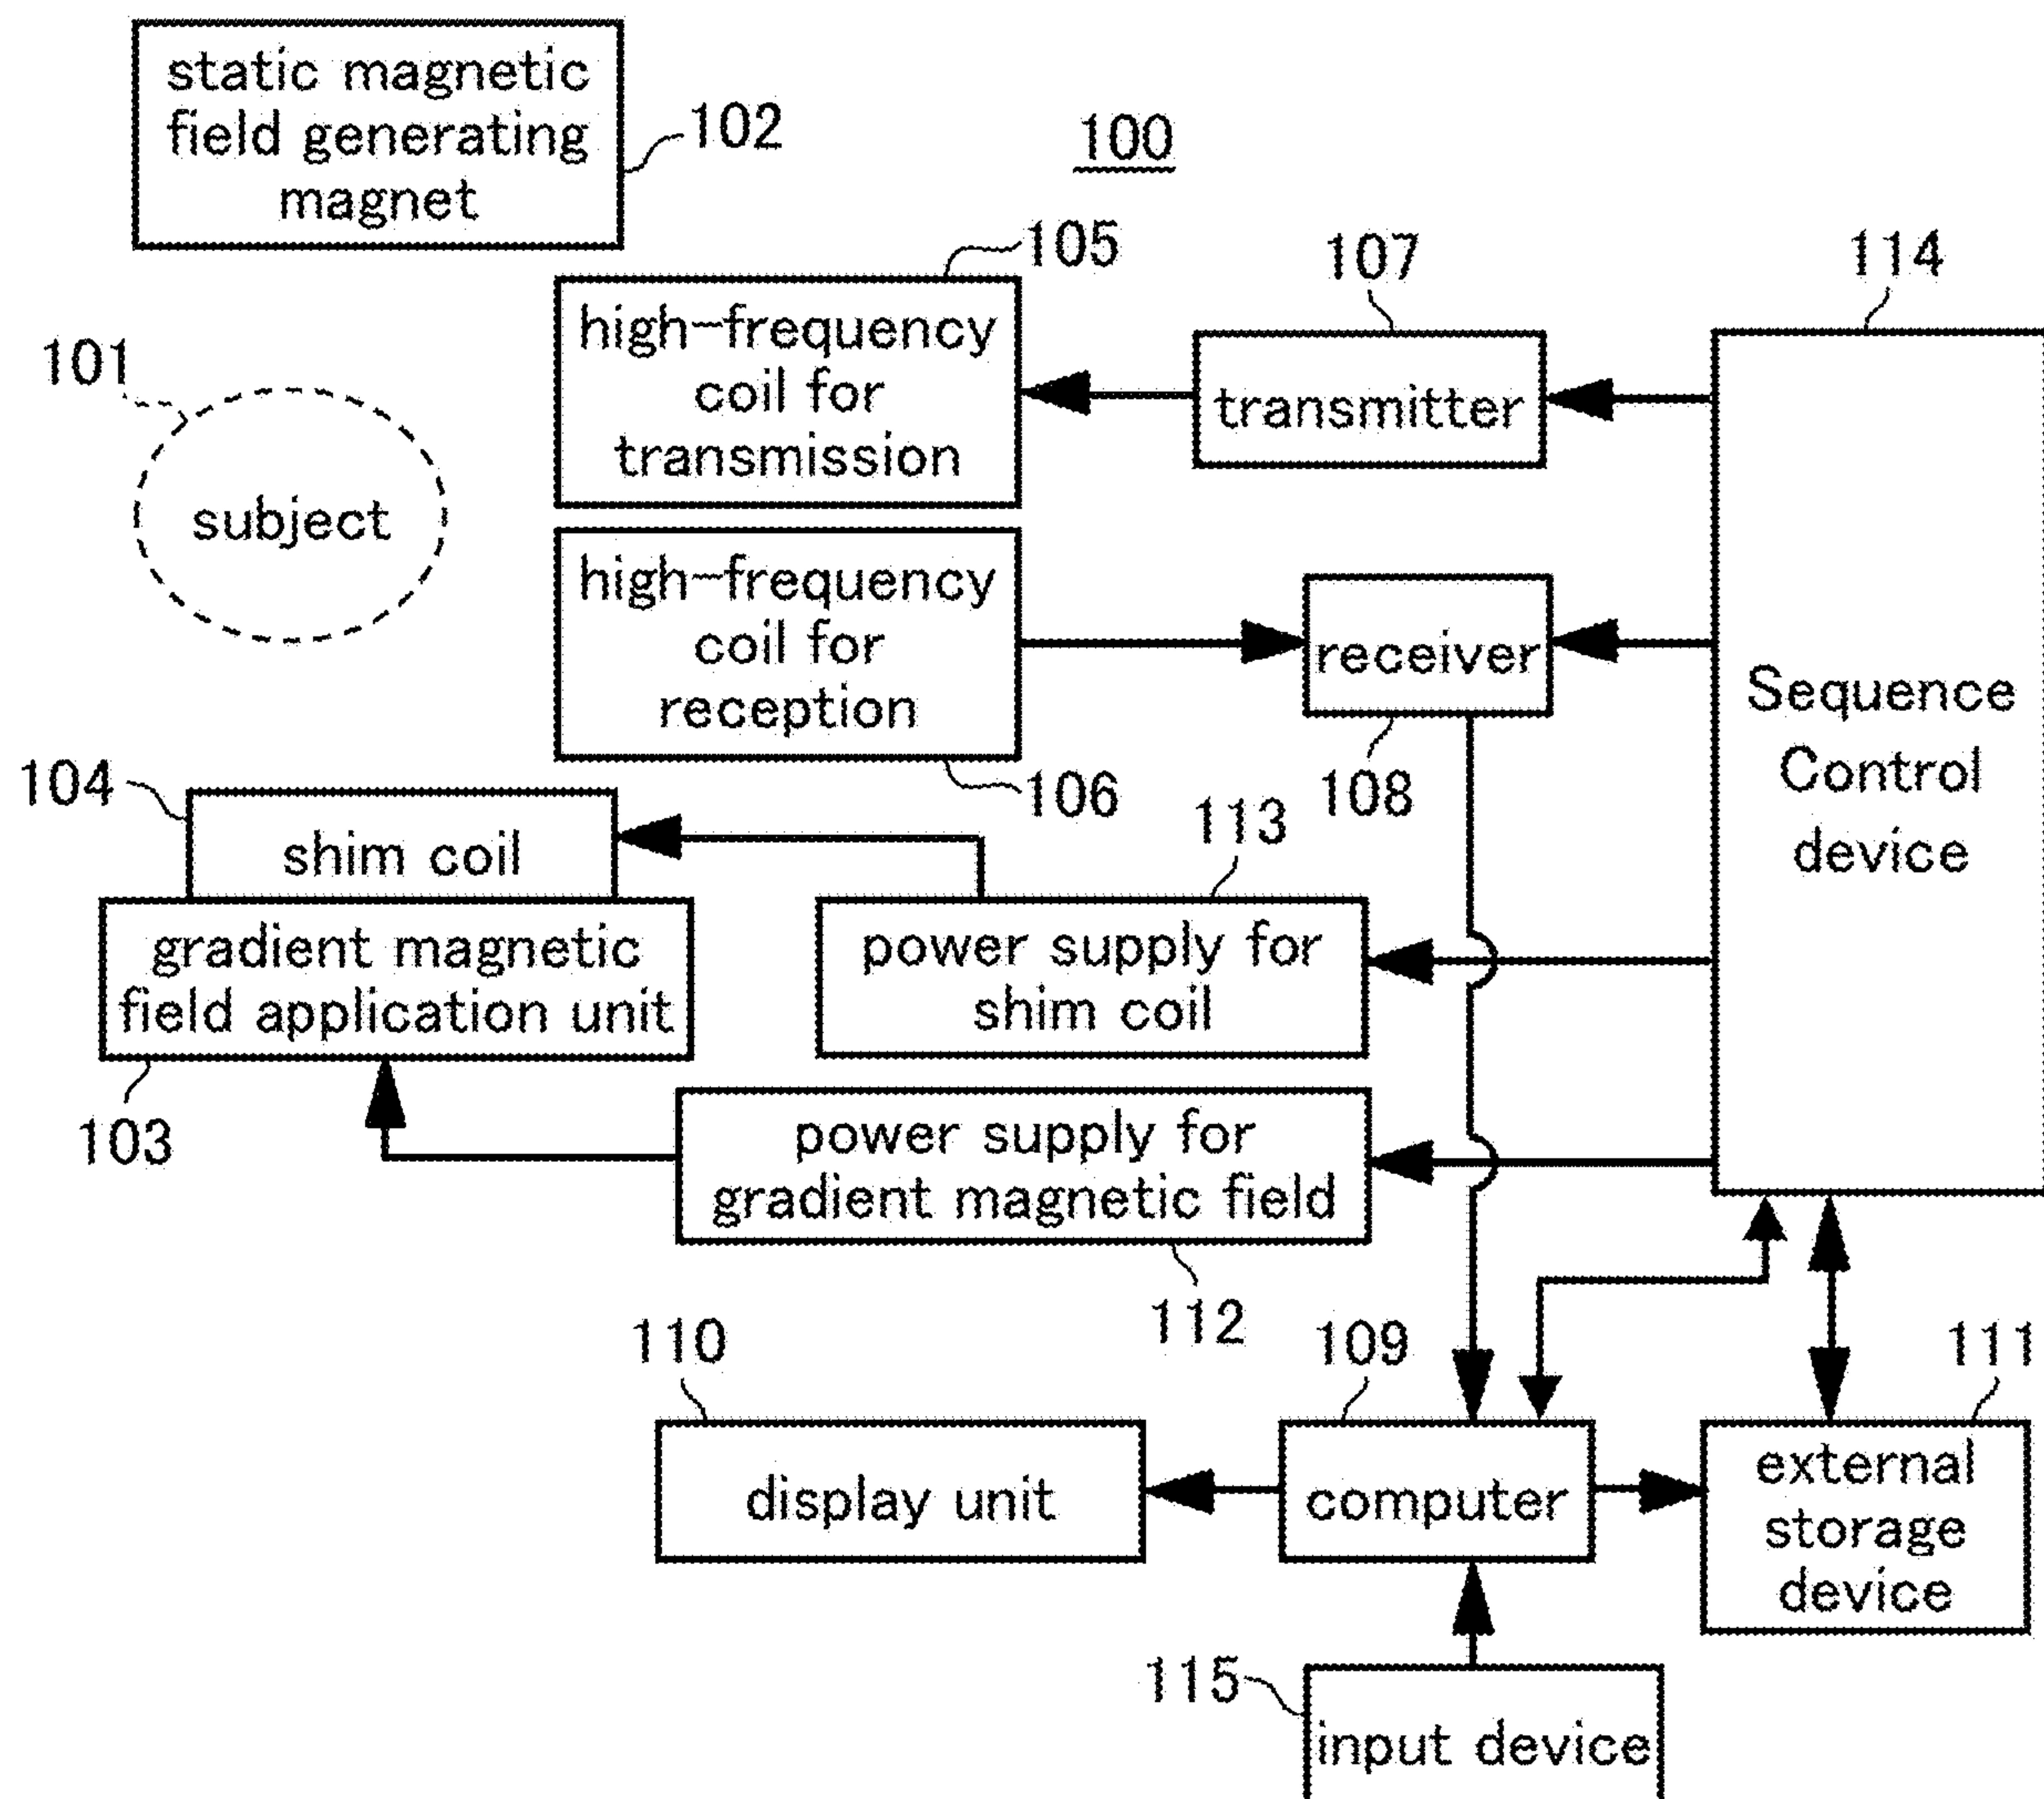 static magnetic
field generating
magnet
102
100
105
107
114
101
high-frequency
coil for
transmission
transmitter
subject
high-frequency
coil for
reception
receiver
Sequence
Control
device
104
106
108
113
shim coil
gradient magnetic
field application unit
power supply for
shim coil
103
power supply for
gradient magnetic field
112
110
109
111
display unit
computer
external
storage
device
115
input device